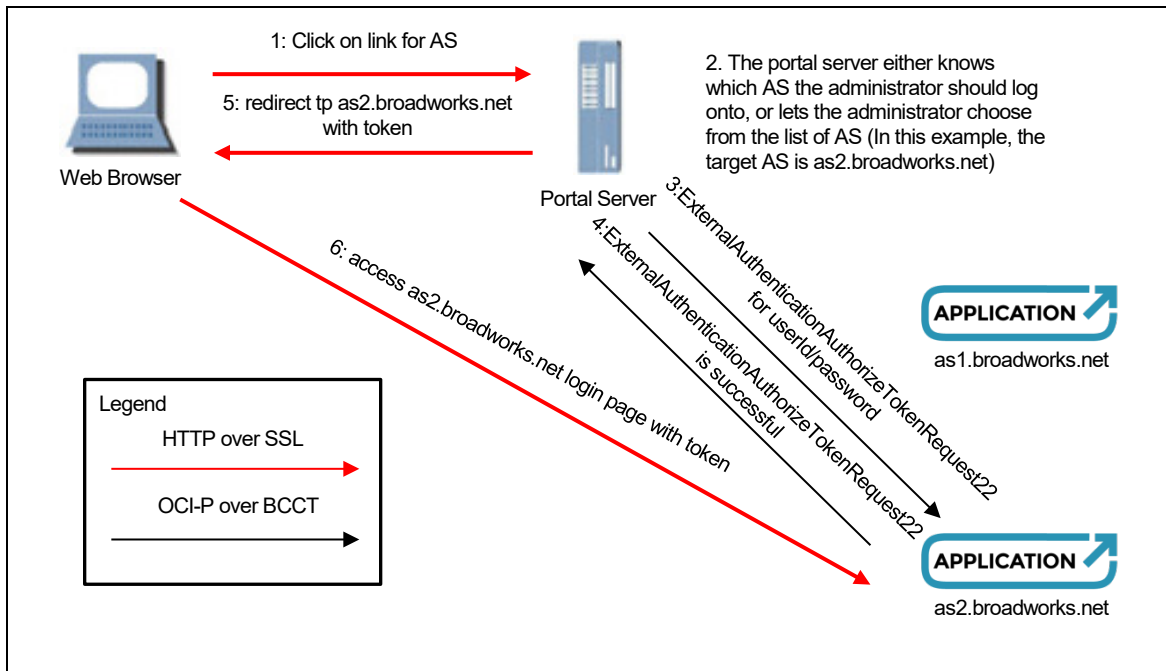 1: Click on link for AS
5: redirect tp as2.broadworks.net
with token
Web Browser
Portal Server
2. The portal server either knows
which AS the administrator should log
onto, or lets the administrator choose
from the list of AS (In this example, the
target AS is as2.broadworks.net)
3:ExternalAuthenticationAuthorizeTokenRequest22
for userId/password
4:ExternalAuthenticationAuthorizeTokenRequest22
is successful
6: access as2.broadworks.net login page with token
APPLICATION
as1.broadworks.net
Legend
HTTP over SSL
OCI-P over BCCT
APPLICATION
as2.broadworks.net